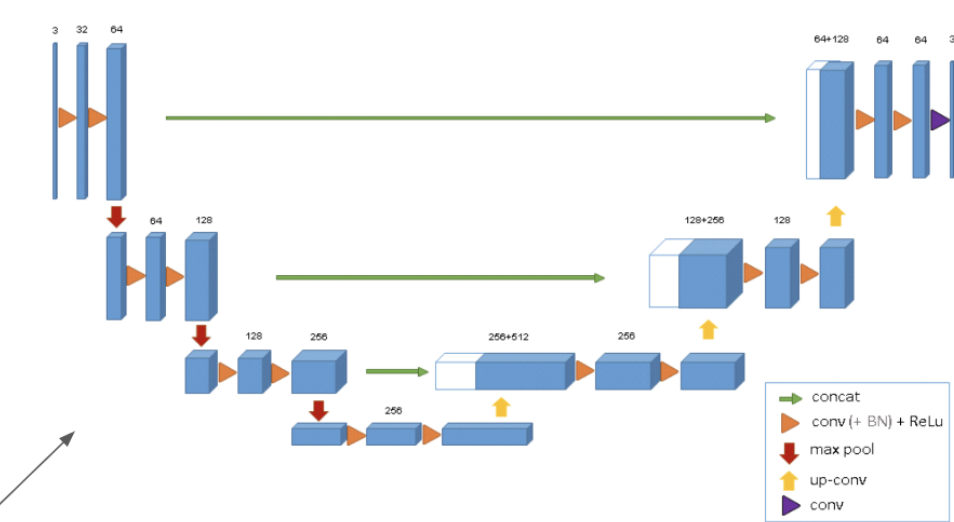 3 32 64
64+128 64 64 3
64 128
128+256 128
128 256
256+512 256
256
concat
conv (+ BN) + ReLu
max pool
up-conv
conv